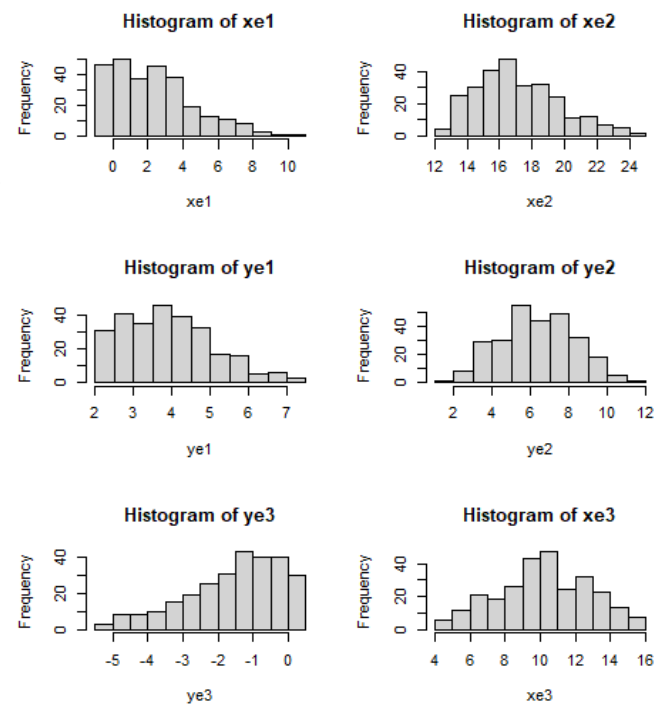 Histogram of xe1
Frequency
0 20 40
0 2 4 6 8 10
xe1
Histogram of xe2
Frequency
0 20 40
12 14 16 18 20 22 24
xe2
Histogram of ye1
Frequency
0 20 40
2 3 4 5 6 7
ye1
Histogram of ye2
Frequency
0 20 40
2 4 6 8 10 12
ye2
Histogram of ye3
Frequency
0 20 40
-5 -4 -3 -2 -1 0
ye3
Histogram of xe3
Frequency
0 20 40
4 6 8 10 12 14 16
xe3